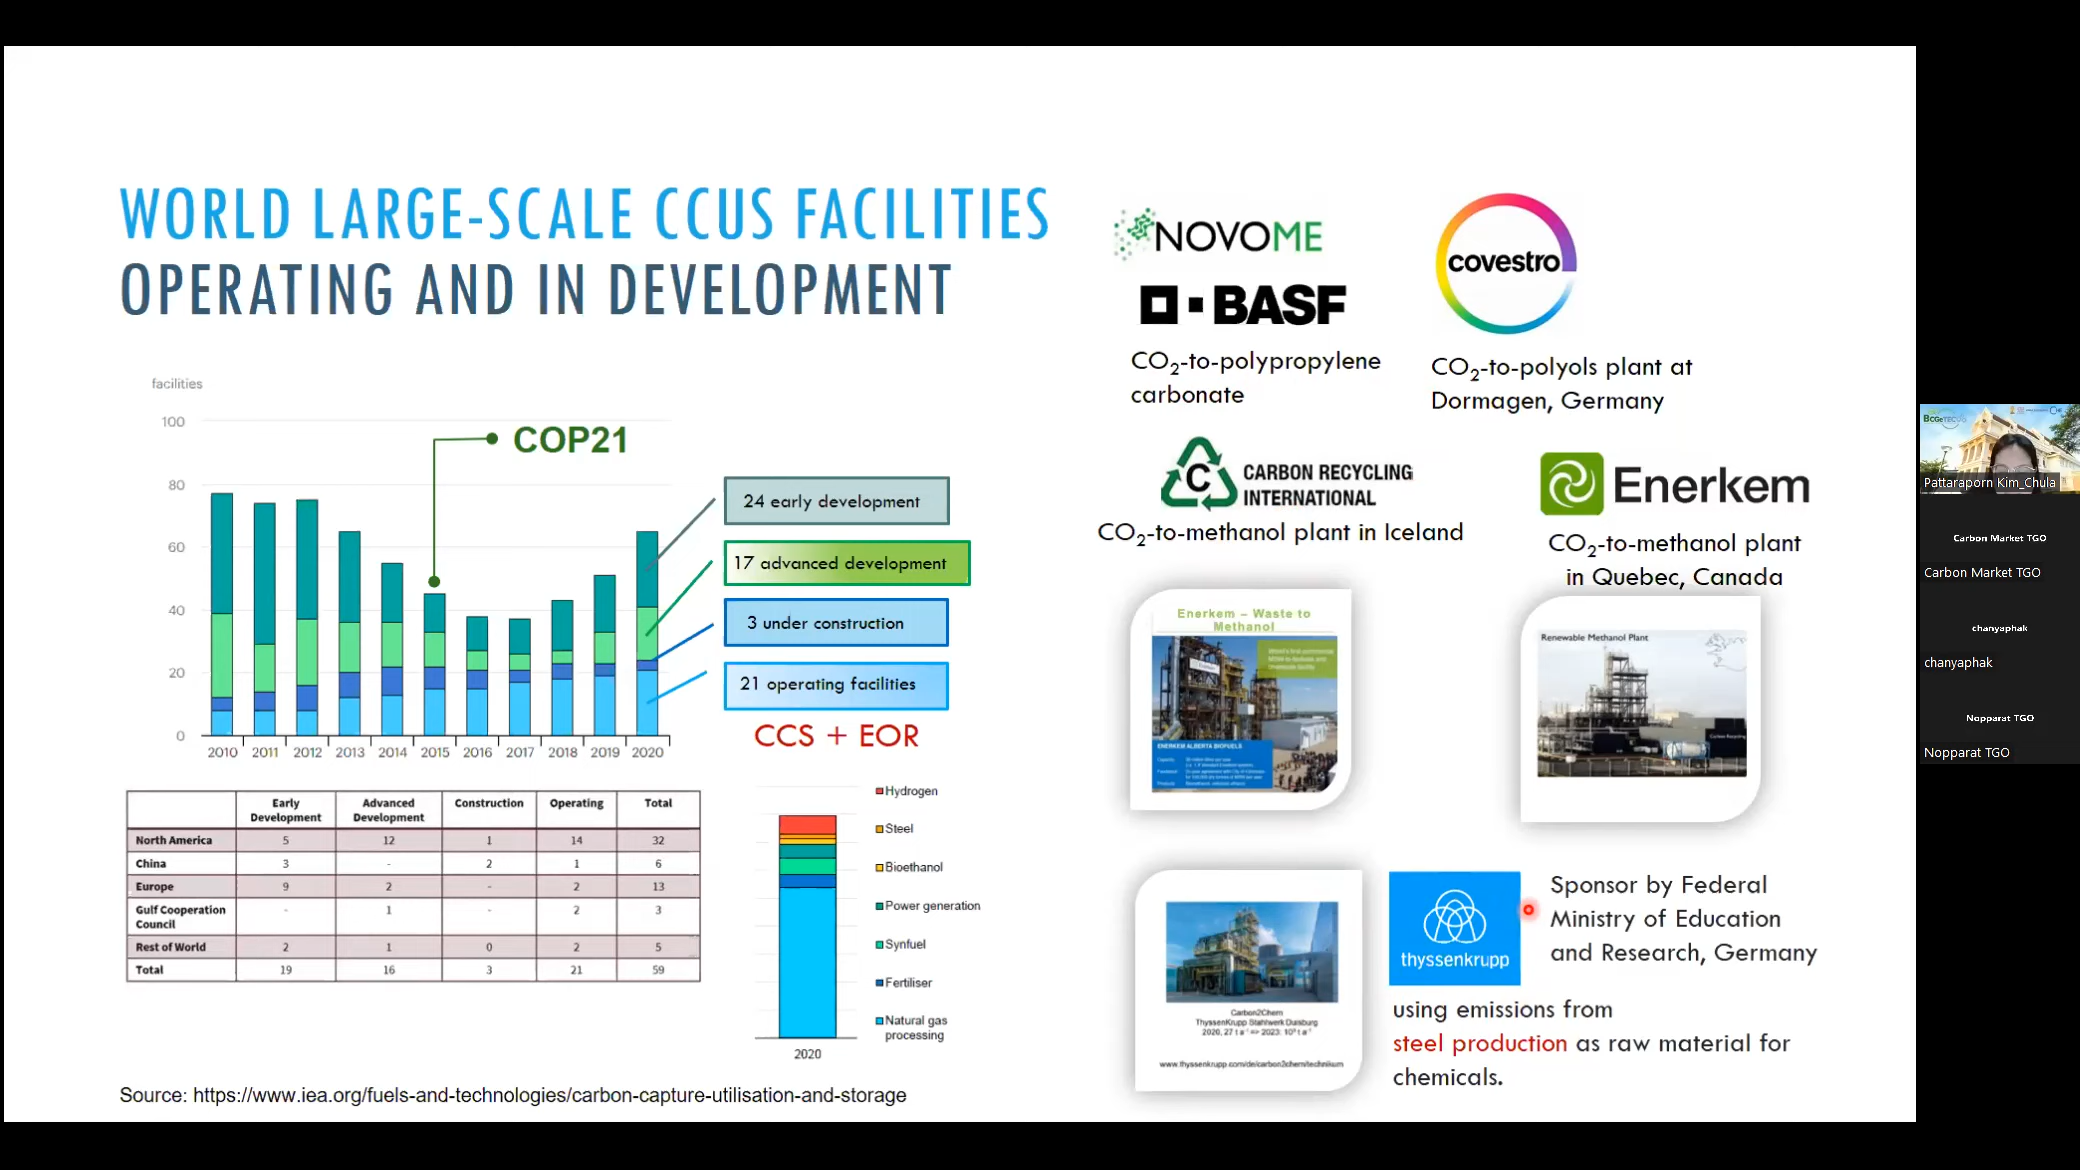 WORLD LARGE-SCALE CCUS FACILITIES
OPERATING AND IN DEVELOPMENT
facilities
100
80
60
40
20
0
COP21
2010 2011 2012 2013 2014 2015 2016 2017 2018 2019 2020
24 early development
17 advanced development
3 under construction
21 operating facilities
CCS + EOR
Early Development Advanced Development Construction Operating Total
North America 5 12 1 14 32
China 3 - 2 1 6
Europe 9 2 - 2 13
Gulf Cooperation Council - 1 - 2 3
Rest of World 2 1 0 2 5
Total 19 16 3 21 59
Hydrogen
Steel
Bioethanol
Power generation
Synfuel
Fertiliser
Natural gas
processing
2020
Source: https://www.iea.org/fuels-and-technologies/carbon-capture-utilisation-and-storage
NOVOME
BASF
CO2-to-polypropylene
carbonate
covestro
CO2-to-polyols plant at
Dormagen, Germany
C CARBON RECYCLING
INTERNATIONAL
CO2-to-methanol plant in Iceland
Enerkem
CO2-to-methanol plant
in Quebec, Canada
Enerkem – Waste to
Methanol
ENERKEM ALBERTA BIOFUELS
Renewable Methanol Plant
Carbon2Chem
ThyssenKrupp Stahlwerk Duisburg
www.thyssenkrupp.com/de/carbon2chem/technikum
thyssenkrupp
Sponsor by Federal
Ministry of Education
and Research, Germany
using emissions from
steel production as raw material for
chemicals.
Pattaraporn Kim_Chula
Carbon Market TGO
Carbon Market TGO
chanyaphak
chanyaphak
Nopparat TGO
Nopparat TGO